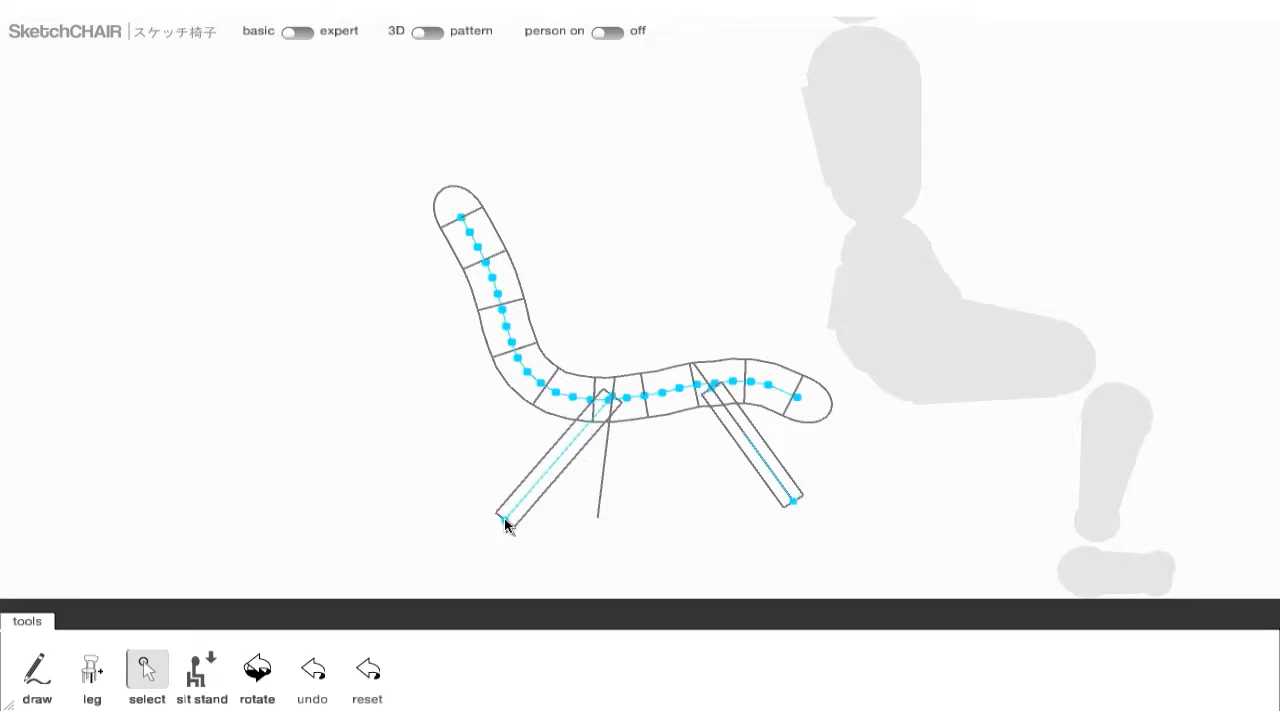 SketchCHAIR | スケッチ椅子 basic expert 3D pattern person on off
tools
draw leg select sit stand rotate undo reset